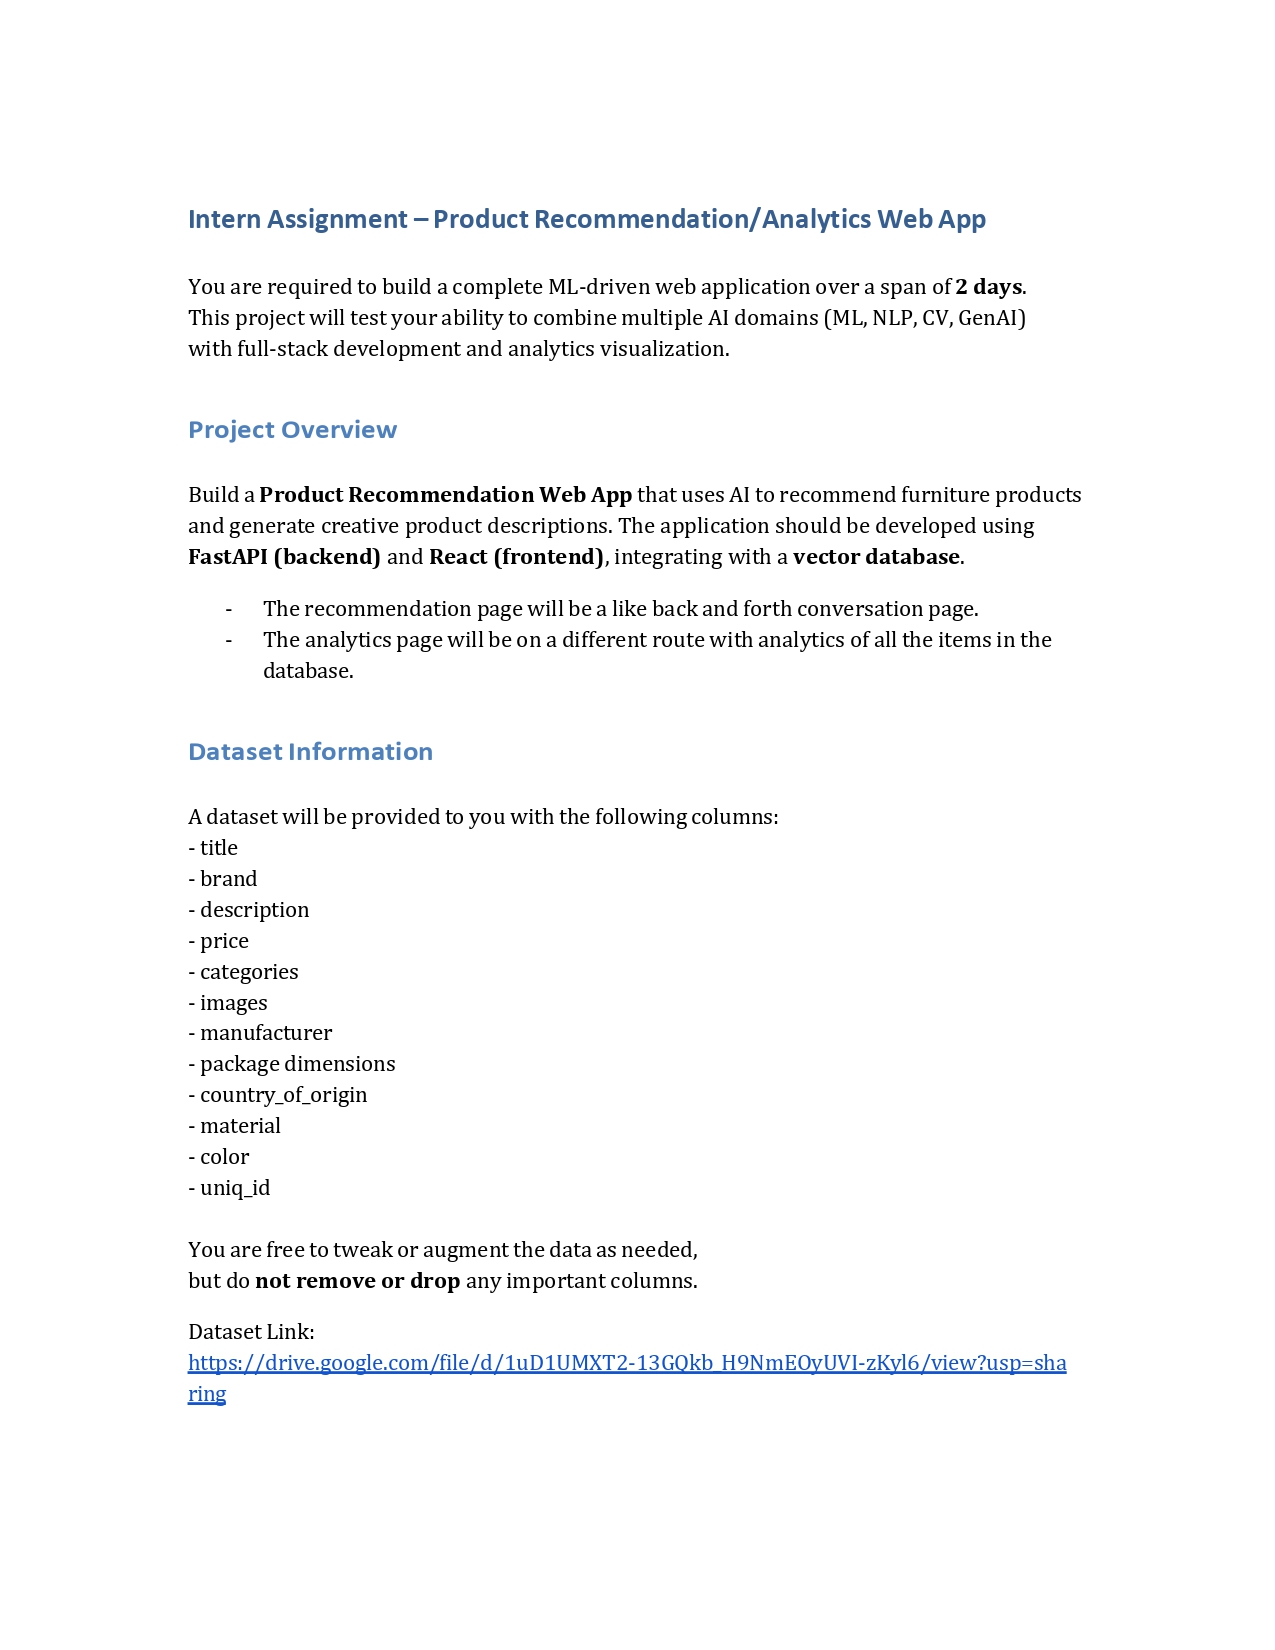 Intern Assignment – Product Recommendation/Analytics Web App
You are required to build a complete ML-driven web application over a span of 2 days.
This project will test your ability to combine multiple AI domains (ML, NLP, CV, GenAI)
with full-stack development and analytics visualization.
Project Overview
Build a Product Recommendation Web App that uses AI to recommend furniture products
and generate creative product descriptions. The application should be developed using
FastAPI (backend) and React (frontend), integrating with a vector database.
- The recommendation page will be a like back and forth conversation page.
- The analytics page will be on a different route with analytics of all the items in the
database.
Dataset Information
A dataset will be provided to you with the following columns:
- title
- brand
- description
- price
- categories
- images
- manufacturer
- package dimensions
- country_of_origin
- material
- color
- uniq_id
You are free to tweak or augment the data as needed,
but do not remove or drop any important columns.
Dataset Link:
https://drive.google.com/file/d/1uD1UMXT2-13GQkb_H9NmEOyUVI-zKyl6/view?usp=sha
ring